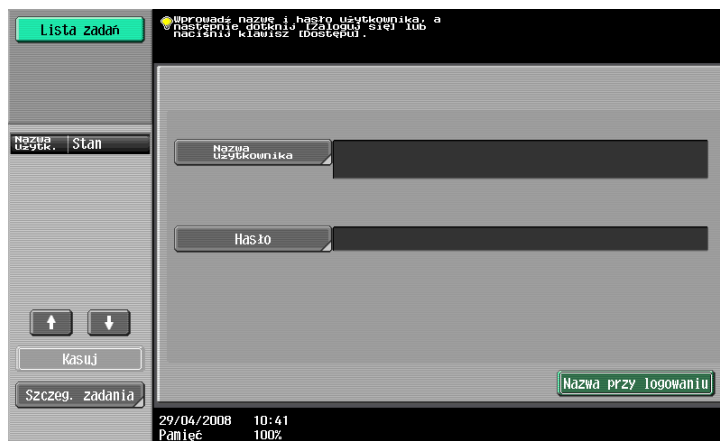 Lista zadań
Wprowadź nazwę i hasło użytkownika, a
następnie dotknij [Zaloguj się] lub
naciśnij klawisz [Dostępu].
Nazwa
użytk.
Stan
Nazwa
użytkownika
Hasło
Kasuj
Szczeg. zadania
Nazwa przy logowaniu
29/04/2008 10:41
Pamięć 100%